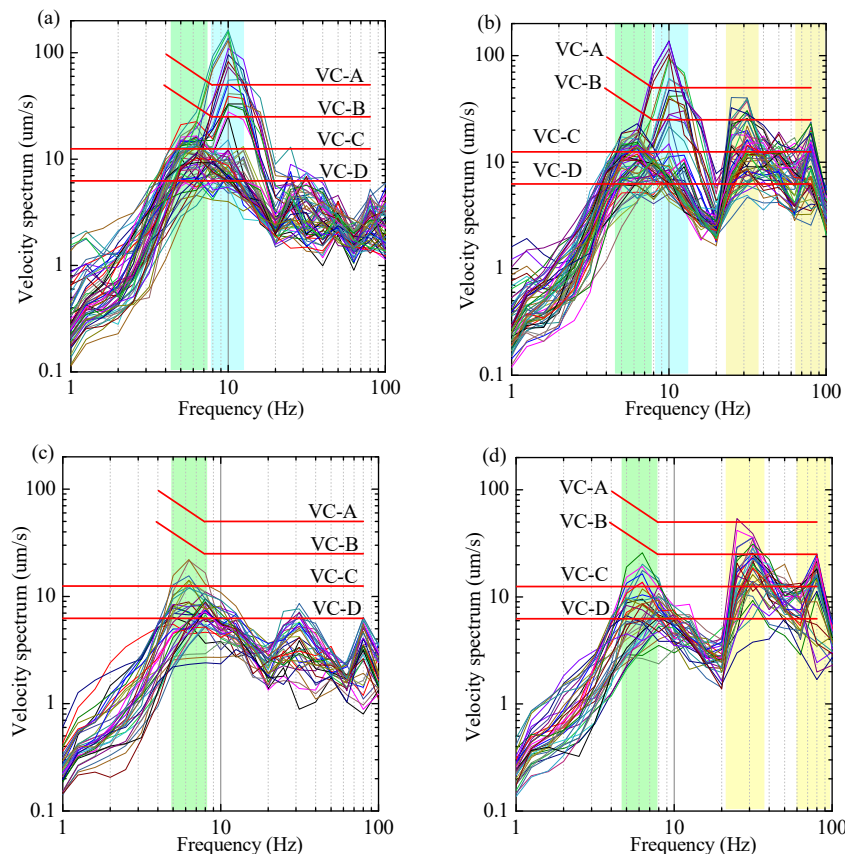 (a)
100
10
1
0.1
Velocity spectrum (um/s)
VC-A
VC-B
VC-C
VC-D
1
10
100
Frequency (Hz)
(b)
100
10
1
0.1
Velocity spectrum (um/s)
VC-A
VC-B
VC-C
VC-D
1
10
100
Frequency (Hz)
(c)
100
10
1
0.1
Velocity spectrum (um/s)
VC-A
VC-B
VC-C
VC-D
1
10
100
Frequency (Hz)
(d)
100
10
1
0.1
Velocity spectrum (um/s)
VC-A
VC-B
VC-C
VC-D
1
10
100
Frequency (Hz)